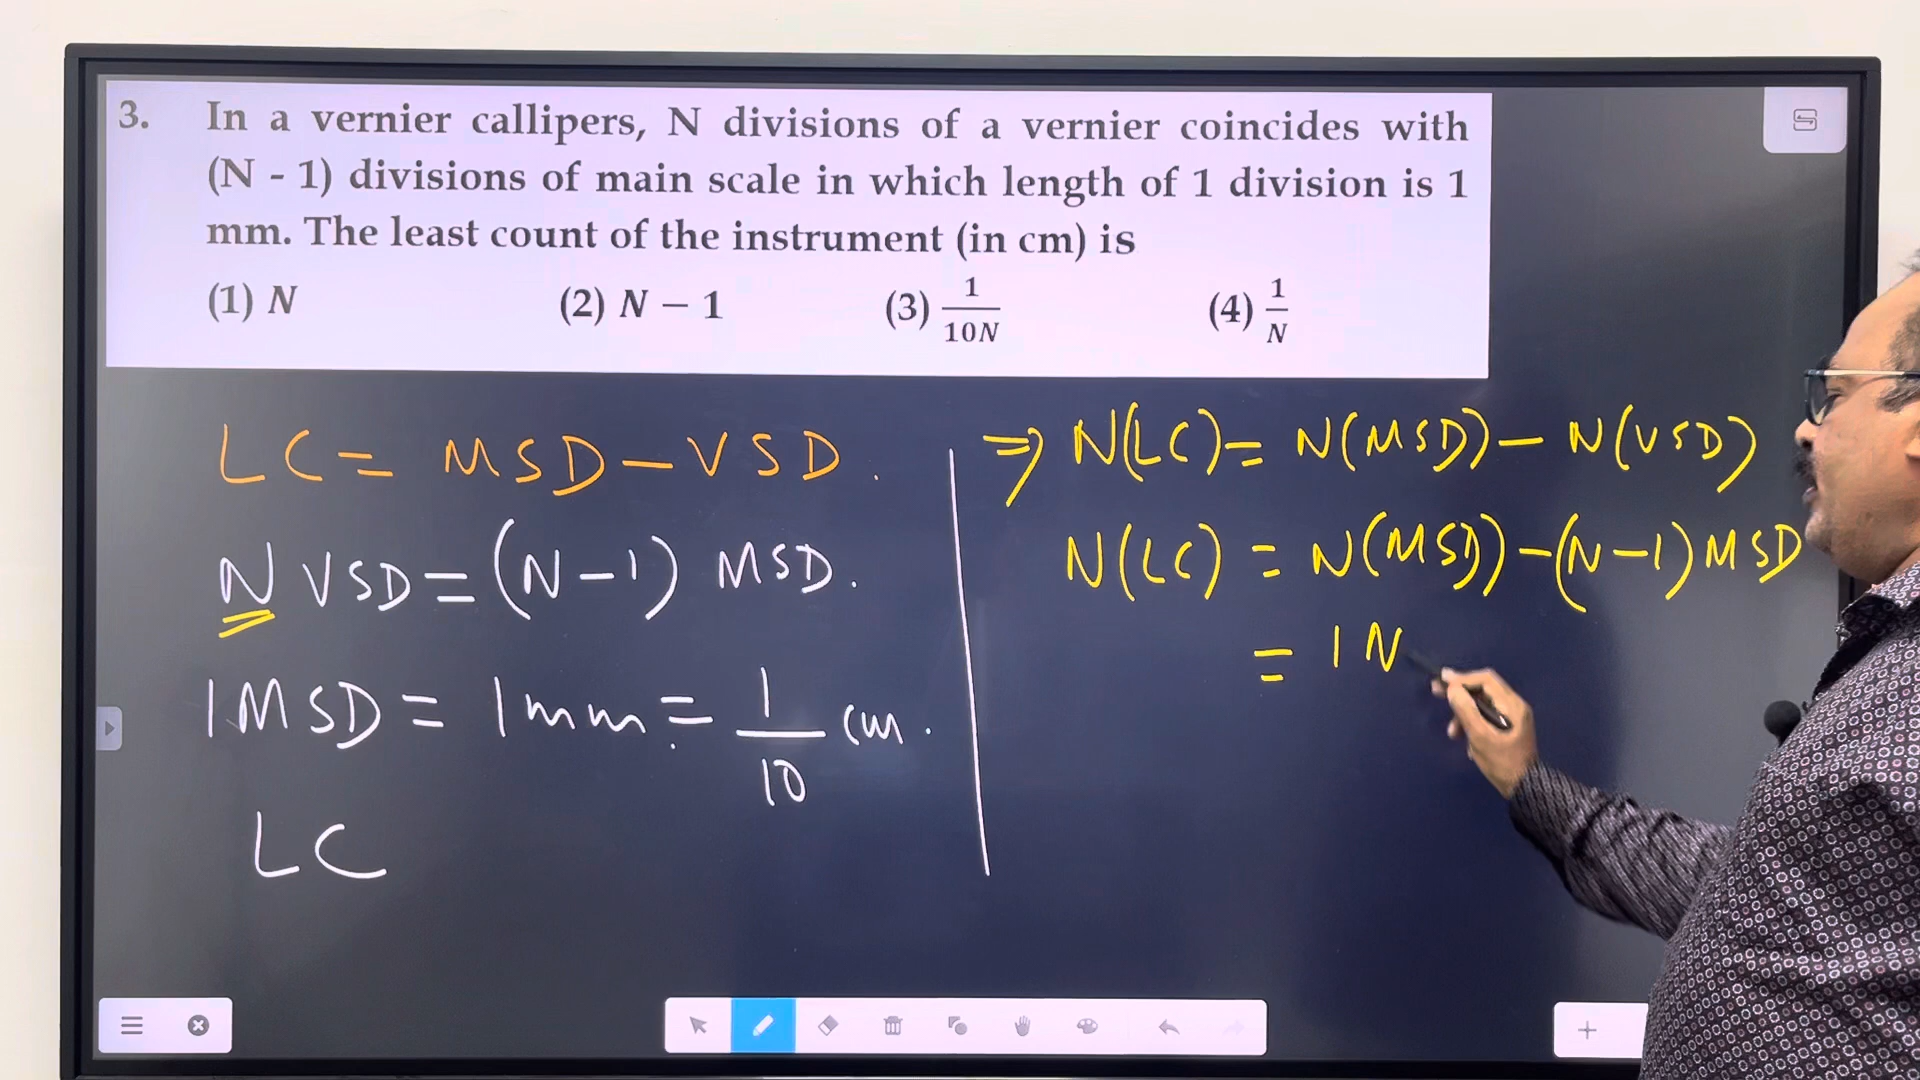 3. In a vernier callipers, N divisions of a vernier coincides with
(N - 1) divisions of main scale in which length of 1 division is 1
mm. The least count of the instrument (in cm) is
(1) N (2) N − 1 (3) 1/10N (4) 1/N
LC = MSD − VSD.
N VSD = (N−1) MSD.
1 MSD = 1mm = 1/10 cm.
LC
⇒ N(LC) = N(MSD) − N(VSD)
N(LC) = N(MSD) − (N−1) MSD
= 1 N